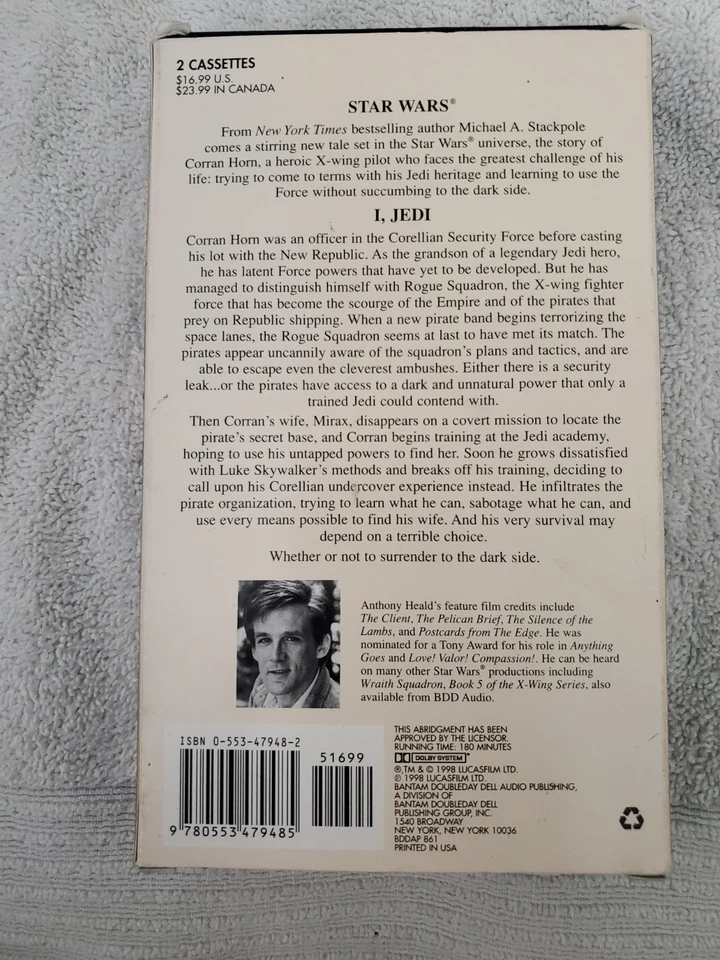 2 CASSETTES
$16.99 U.S.
$23.99 IN CANADA
STAR WARS®
From New York Times bestselling author Michael A. Stackpole
comes a stirring new tale set in the Star Wars® universe, the story of
Corran Horn, a heroic X-wing pilot who faces the greatest challenge of his
life: trying to come to terms with his Jedi heritage and learning to use the
Force without succumbing to the dark side.
I, JEDI
Corran Horn was an officer in the Corellian Security Force before casting
his lot with the New Republic. As the grandson of a legendary Jedi hero,
he has latent Force powers that have yet to be developed. But he has
managed to distinguish himself with Rogue Squadron, the X-wing fighter
force that has become the scourge of the Empire and of the pirates that
prey on Republic shipping. When a new pirate band begins terrorizing the
space lanes, the Rogue Squadron seems at last to have met its match. The
pirates appear uncannily aware of the squadron's plans and tactics, and are
able to escape even the cleverest ambushes. Either there is a security
leak...or the pirates have access to a dark and unnatural power that only a
trained Jedi could contend with.
Then Corran's wife, Mirax, disappears on a covert mission to locate the
pirate's secret base, and Corran begins training at the Jedi academy,
hoping to use his untapped powers to find her. Soon he grows dissatisfied
with Luke Skywalker's methods and breaks off his training, deciding to
call upon his Corellian undercover experience instead. He infiltrates the
pirate organization, trying to learn what he can, sabotage what he can, and
use every means possible to find his wife. And his very survival may
depend on a terrible choice.
Whether or not to surrender to the dark side.
Anthony Heald's feature film credits include
The Client, The Pelican Brief, The Silence of the
Lambs, and Postcards from The Edge. He was
nominated for a Tony Award for his role in Anything
Goes and Love! Valor! Compassion!. He can be heard
on many other Star Wars® productions including
Wraith Squadron, Book 5 of the X-Wing Series, also
available from BDD Audio.
ISBN 0-553-47948-2
51699
9 780553 479485
THIS ABRIDGMENT HAS BEEN
APPROVED BY THE LICENSOR.
RUNNING TIME: 180 MINUTES
DOLBY SYSTEM®
®,TM & © 1998 LUCASFILM LTD.
℗ 1998 LUCASFILM LTD.
BANTAM DOUBLEDAY DELL AUDIO PUBLISHING,
A DIVISION OF
BANTAM DOUBLEDAY DELL
PUBLISHING GROUP, INC.
1540 BROADWAY
NEW YORK, NEW YORK 10036
BDDAP 861
PRINTED IN USA